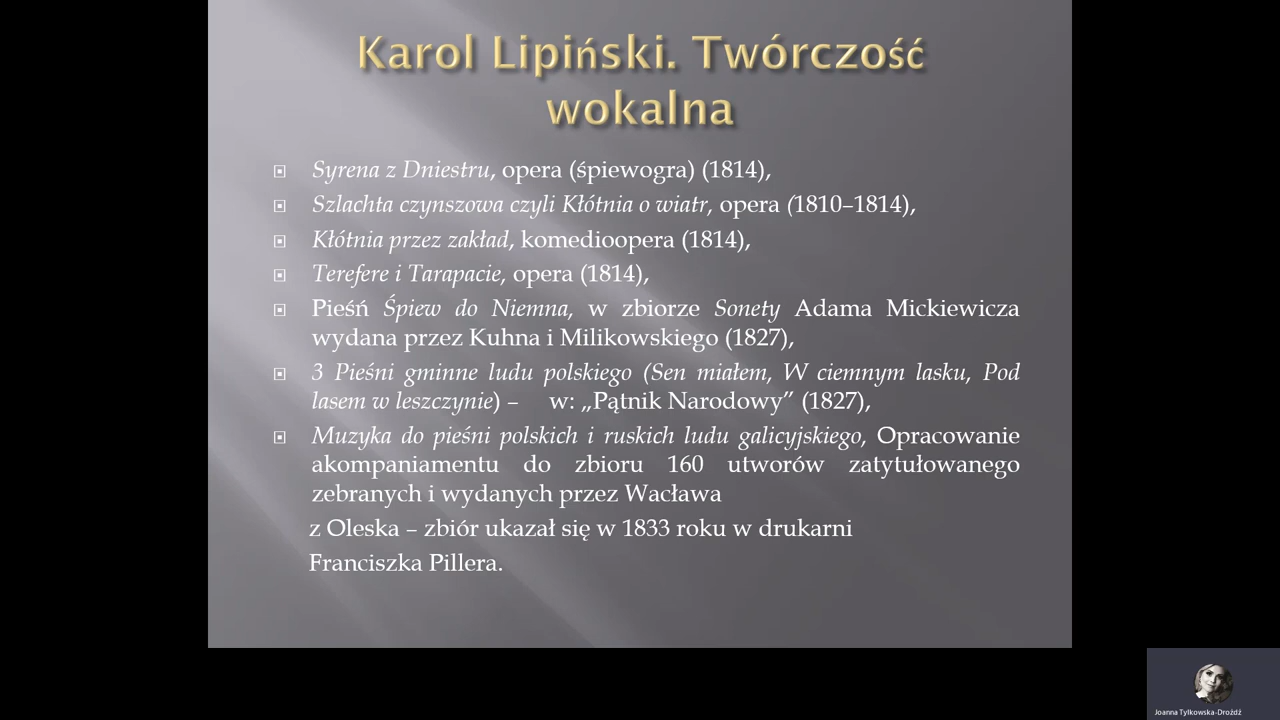 Karol Lipiński. Twórczość
wokalna
Syrena z Dniestru, opera (śpiewogra) (1814),
Szlachta czynszowa czyli Kłótnia o wiatr, opera (1810–1814),
Kłótnia przez zakład, komedioopera (1814),
Terefere i Tarapacie, opera (1814),
Pieśń Śpiew do Niemna, w zbiorze Sonety Adama Mickiewicza
wydana przez Kuhna i Milikowskiego (1827),
3 Pieśni gminne ludu polskiego (Sen miałem, W ciemnym lasku, Pod
lasem w leszczynie) – w: „Pątnik Narodowy” (1827),
Muzyka do pieśni polskich i ruskich ludu galicyjskiego, Opracowanie
akompaniamentu do zbioru 160 utworów zatytułowanego
zebranych i wydanych przez Wacława
z Oleska – zbiór ukazał się w 1833 roku w drukarni
Franciszka Pillera.
Joanna Tylkowska-Drożdż